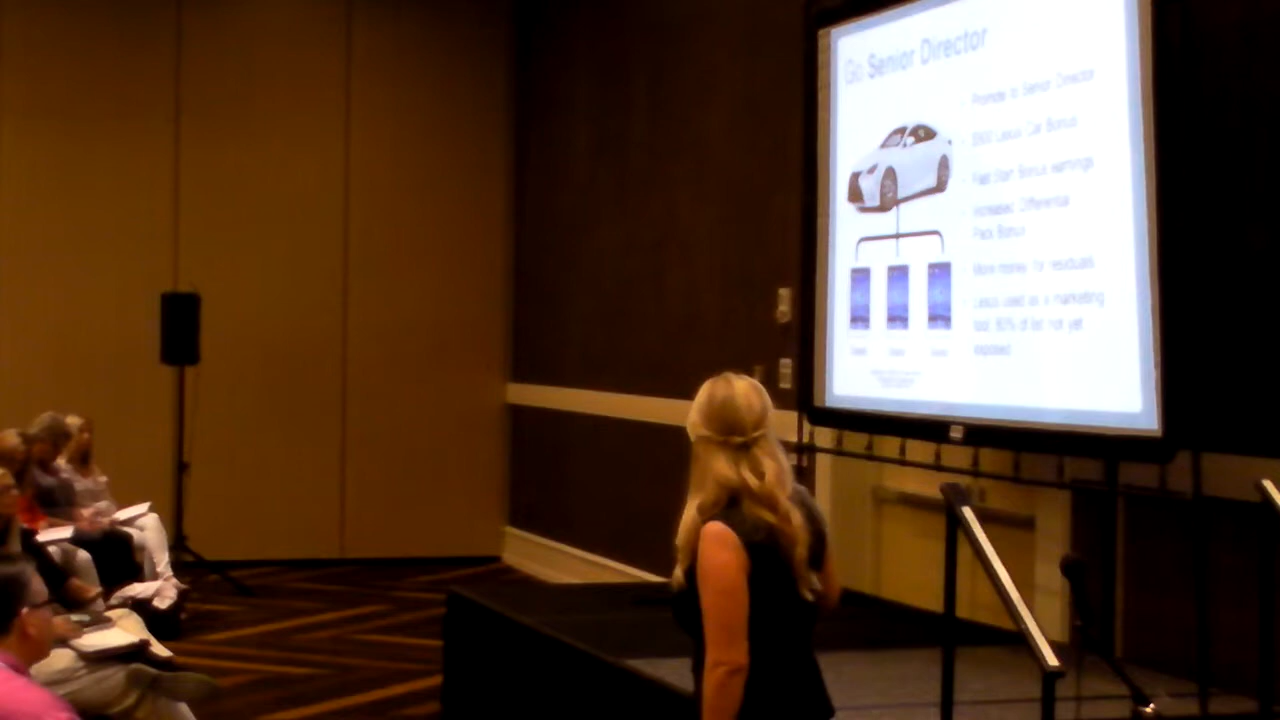 Go Senior Director
Promote to Senior Director
$500 Lexus Car Bonus
Fast Start Bonus earnings
Increased Differential
Pack Bonus
More money for residuals
Lexus used as a marketing
tool, 80% of list not yet
exposed